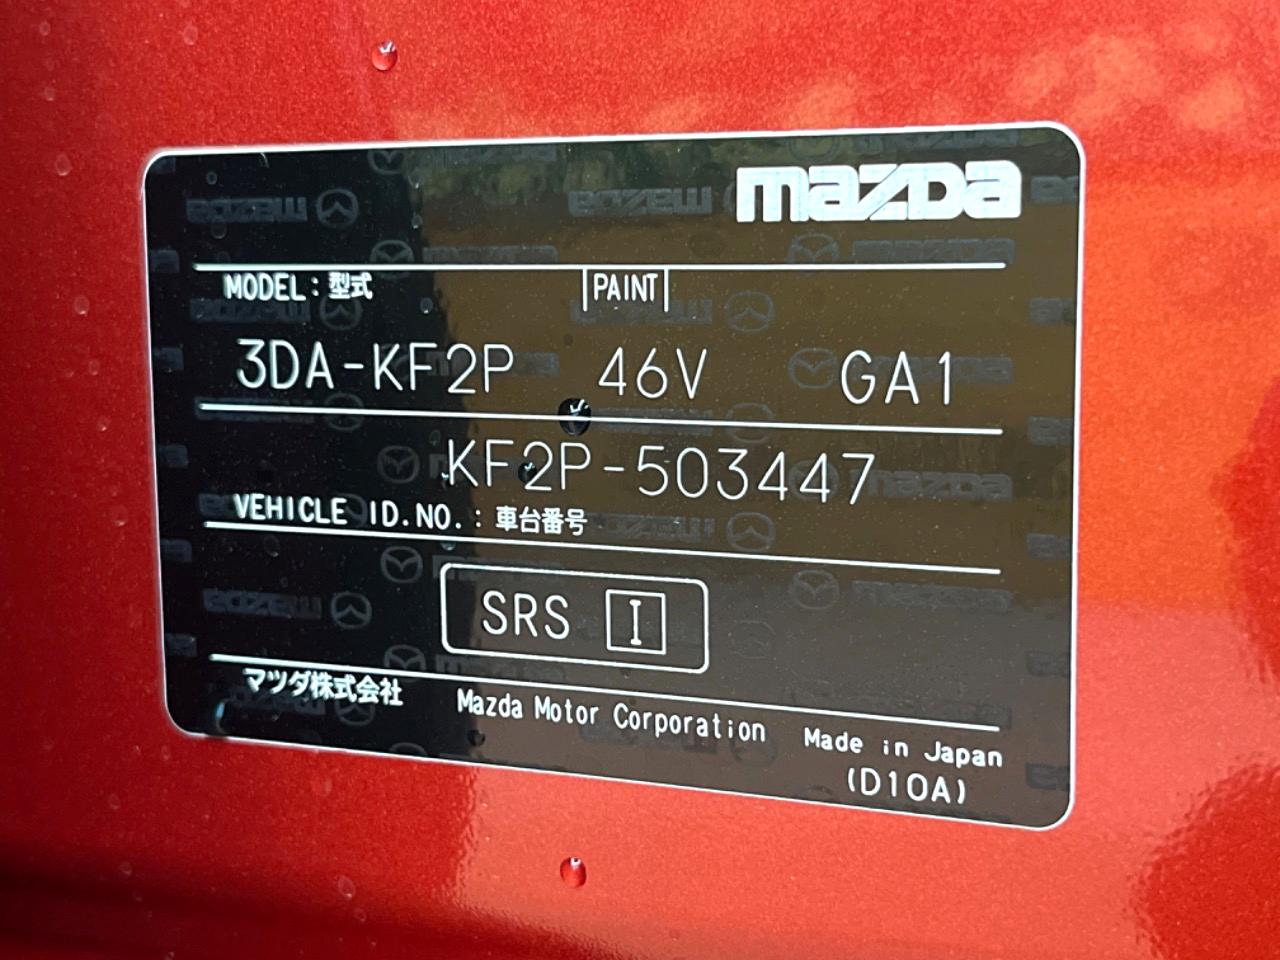 mazda
MODEL : 型式 PAINT
3DA-KF2P 46V GA1
KF2P-503447
VEHICLE ID.NO. : 車台番号
SRS I
マツダ株式会社 Mazda Motor Corporation Made in Japan
(D10A)